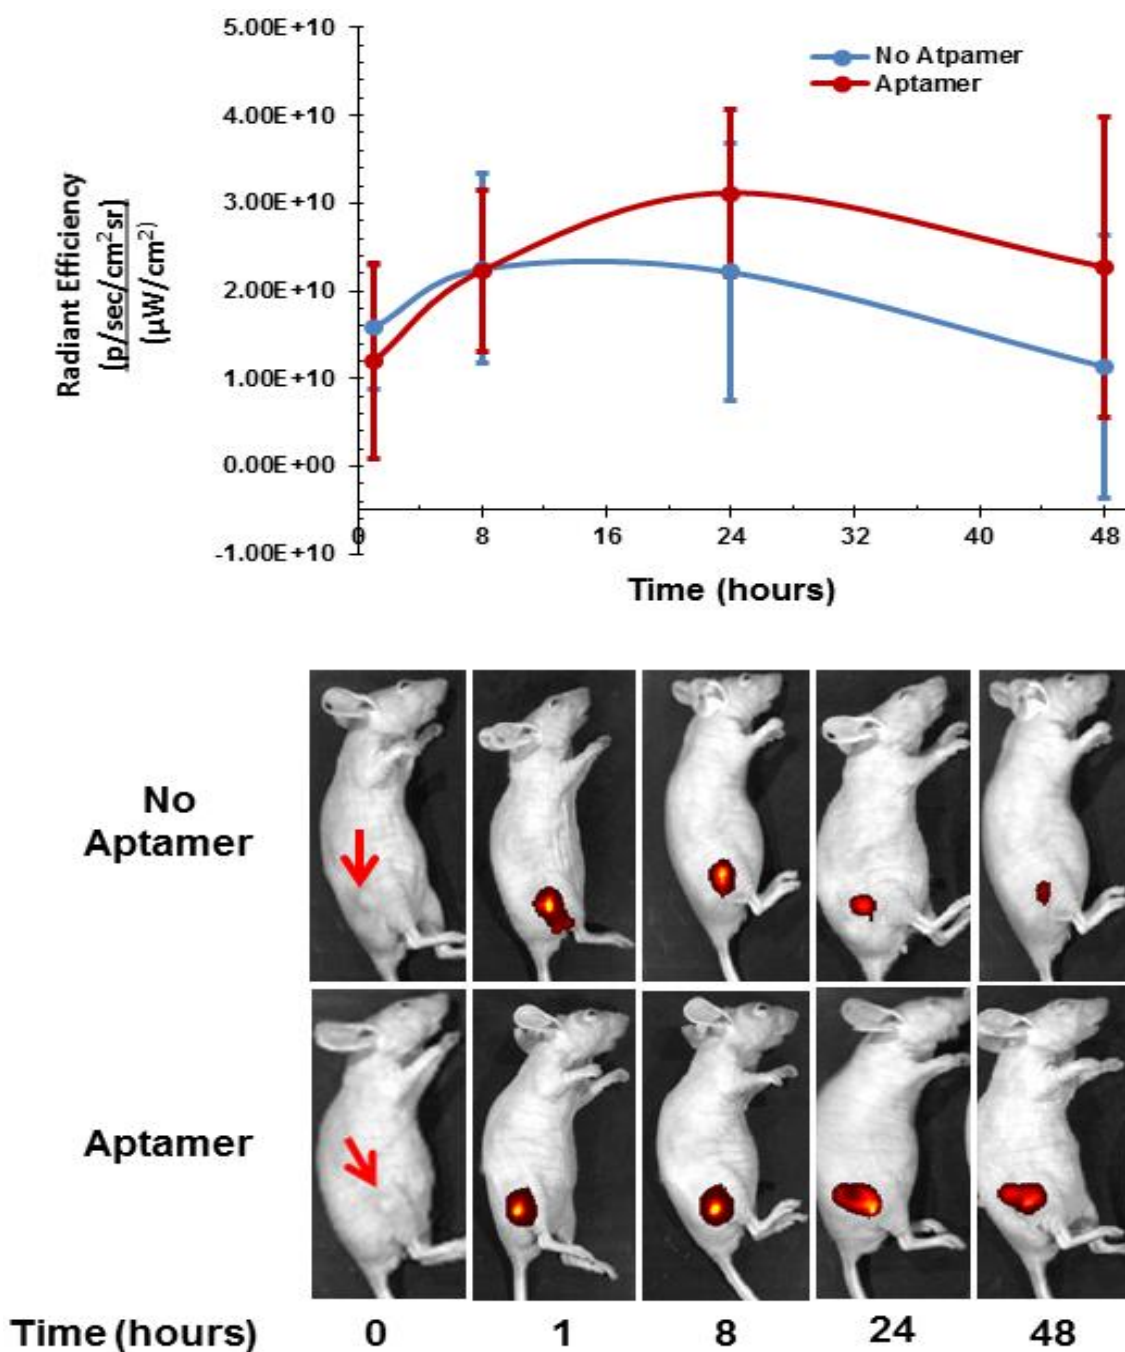 5.00E+10
No Atpamer
Aptamer
4.00E+10
3.00E+10
2.00E+10
1.00E+10
0.00E+00
-1.00E+10
Radiant Efficiency
(p/sec/cm²sr)
(µW/cm²)
0 8 16 24 32 40 48
Time (hours)
No
Aptamer
Aptamer
Time (hours) 0 1 8 24 48